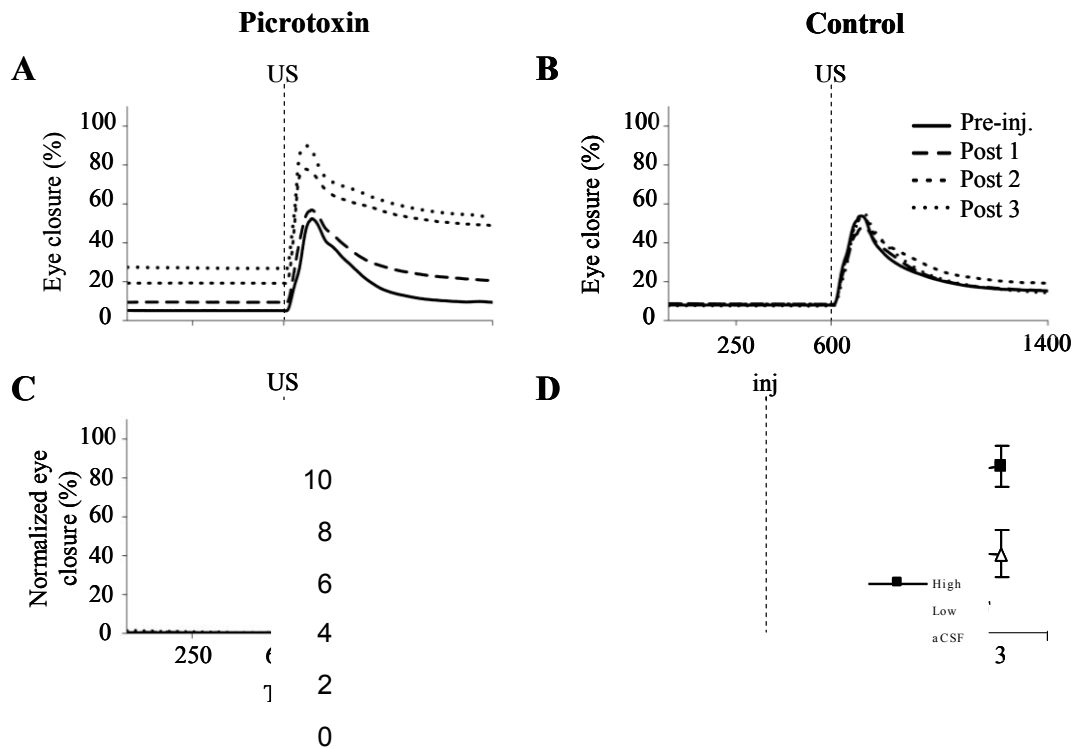 Picrotoxin
Control
A
US
100
80
60
40
20
0
Eye closure (%)
B
US
100
80
60
40
20
0
Eye closure (%)
Pre-inj.
Post 1
Post 2
Post 3
250
600
1400
C
US
100
80
60
40
20
0
Normalized eye
closure (%)
250
10
8
6
4
2
0
D
inj
High
Low
aCSF
3